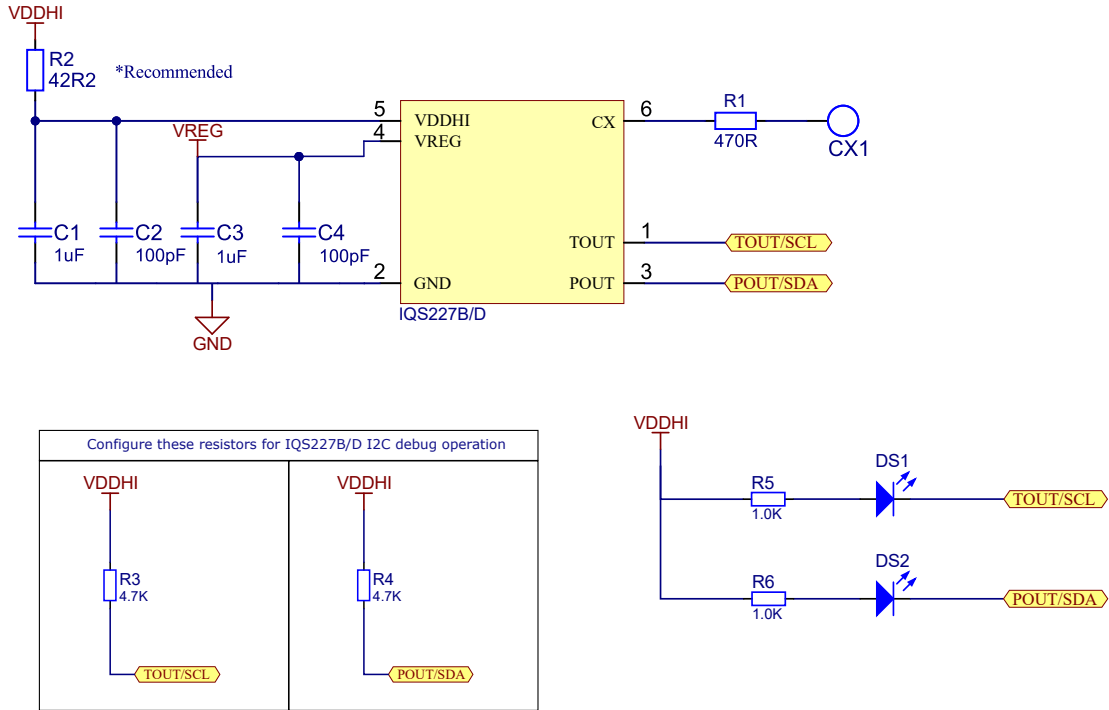 VDDHI
R2
42R2
*Recommended
VREG
5
4
VDDHI
VREG
CX
6
R1
470R
CX1
C1
1uF
C2
100pF
C3
1uF
C4
100pF
TOUT
1
TOUT/SCL
2
GND
POUT
3
POUT/SDA
IQS227B/D
GND
Configure these resistors for IQS227B/D I2C debug operation
VDDHI
R3
4.7K
TOUT/SCL
VDDHI
R4
4.7K
POUT/SDA
VDDHI
R5
1.0K
DS1
TOUT/SCL
R6
1.0K
DS2
POUT/SDA